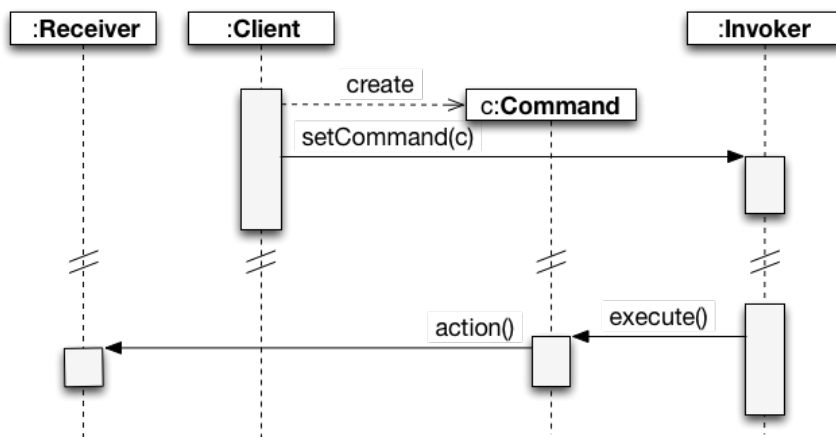 :Receiver
:Client
:Invoker
create
c:Command
setCommand(c)
execute()
action()